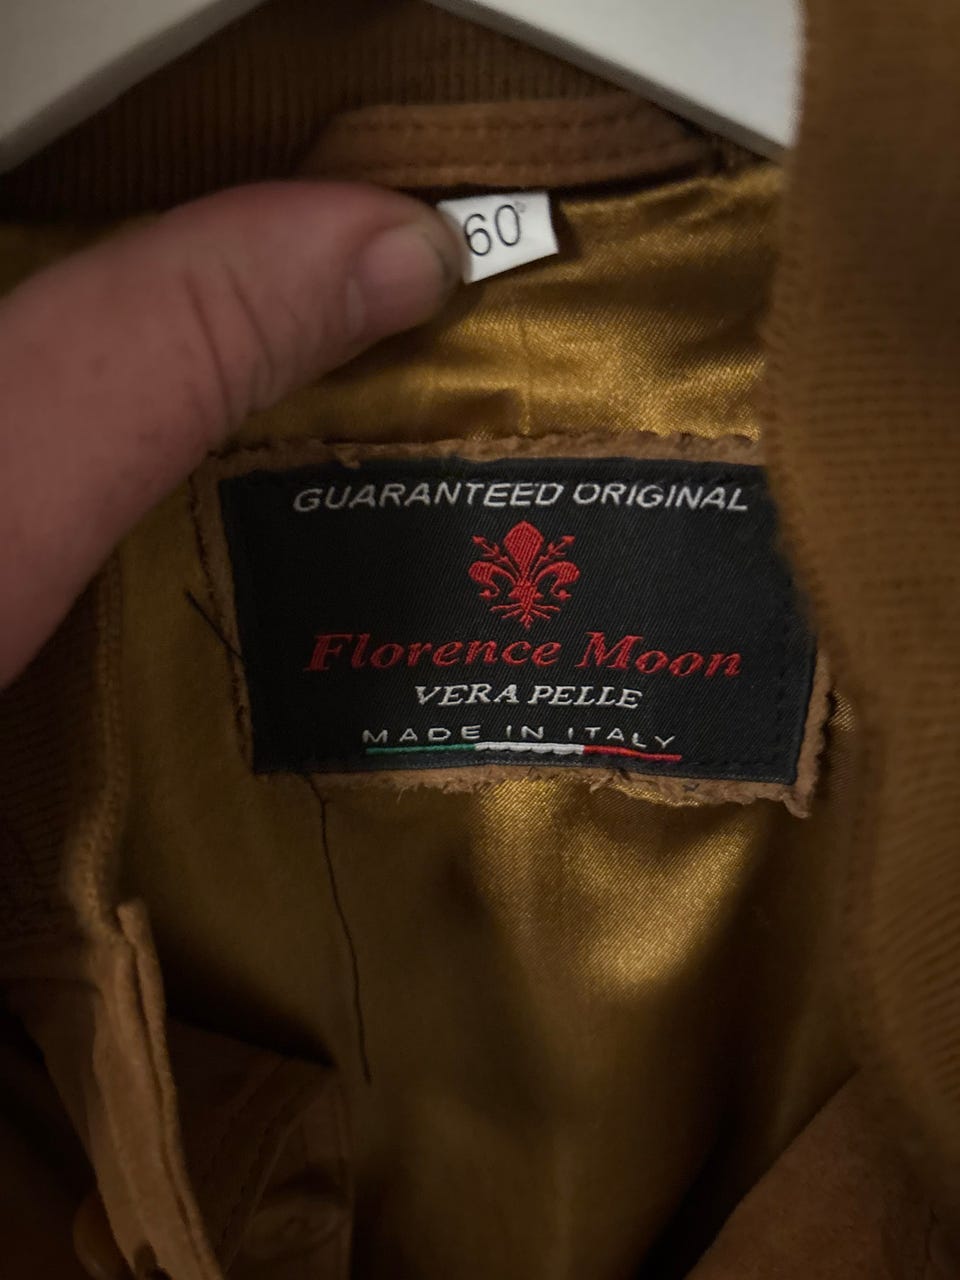 60
GUARANTEED ORIGINAL
Florence Moon
VERA PELLE
MADE IN ITALY